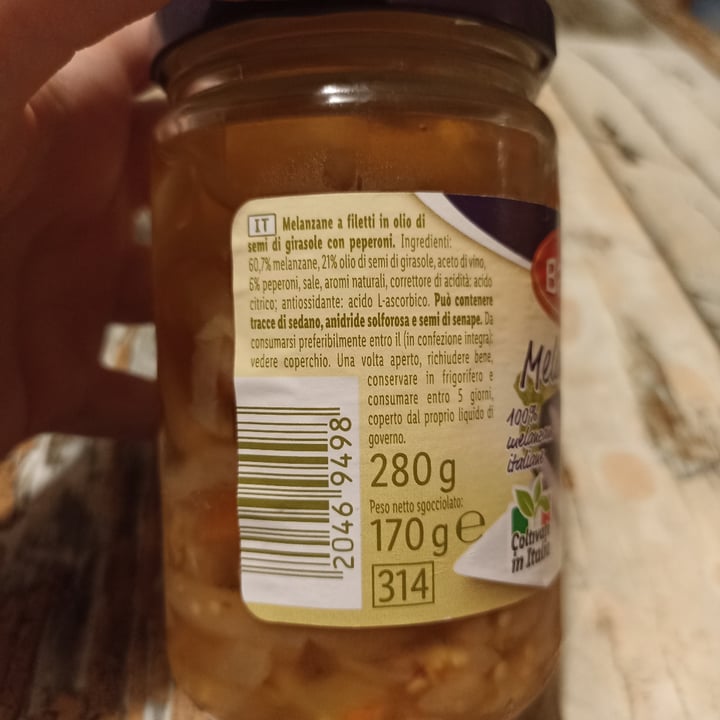 IT Melanzane a filetti in olio di
semi di girasole con peperoni. Ingredienti:
60,7% melanzane, 21% olio di semi di girasole, aceto di vino,
6% peperoni, sale, aromi naturali, correttore di acidità: acido
citrico; antiossidante: acido L-ascorbico. Può contenere
tracce di sedano, anidride solforosa e semi di senape. Da
consumarsi preferibilmente entro il (in confezione integra):
vedere coperchio. Una volta aperto, richiudere bene,
conservare in frigorifero e
consumare entro 5 giorni,
coperto dal proprio liquido di
governo.
280 g
Peso netto sgocciolato:
170 g e
314
2046 9498
Mel
100%
italiane
Coltivate
in Italia